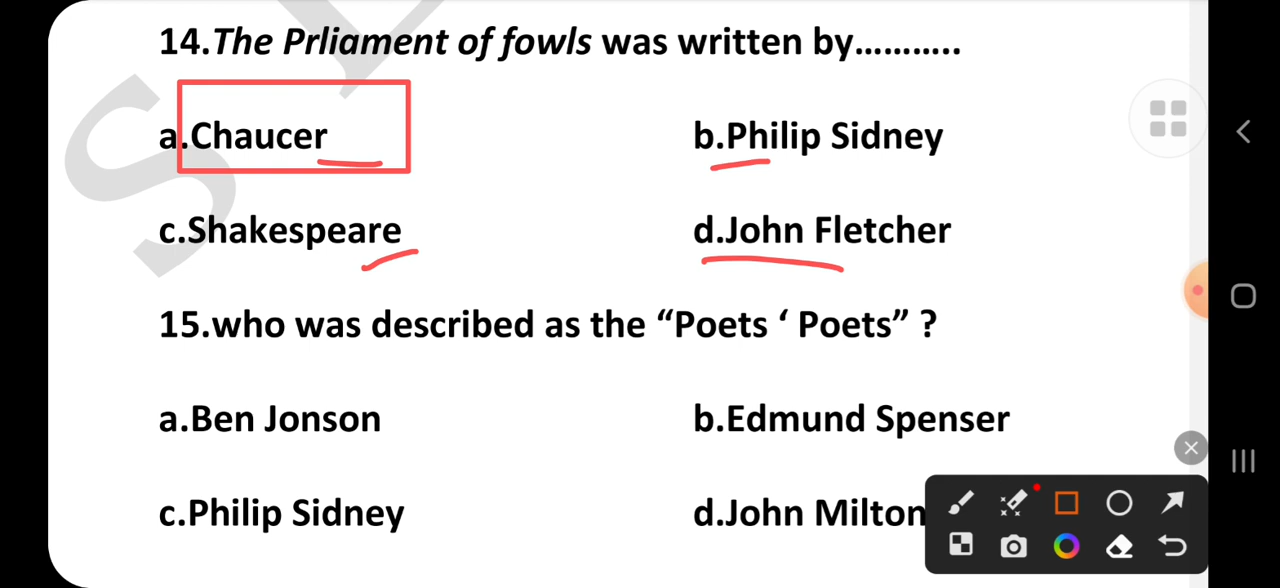 14.The Prliament of fowls was written by...........
a.Chaucer b.Philip Sidney
c.Shakespeare d.John Fletcher
15.who was described as the “Poets ‘ Poets” ?
a.Ben Jonson b.Edmund Spenser
c.Philip Sidney d.John Milton